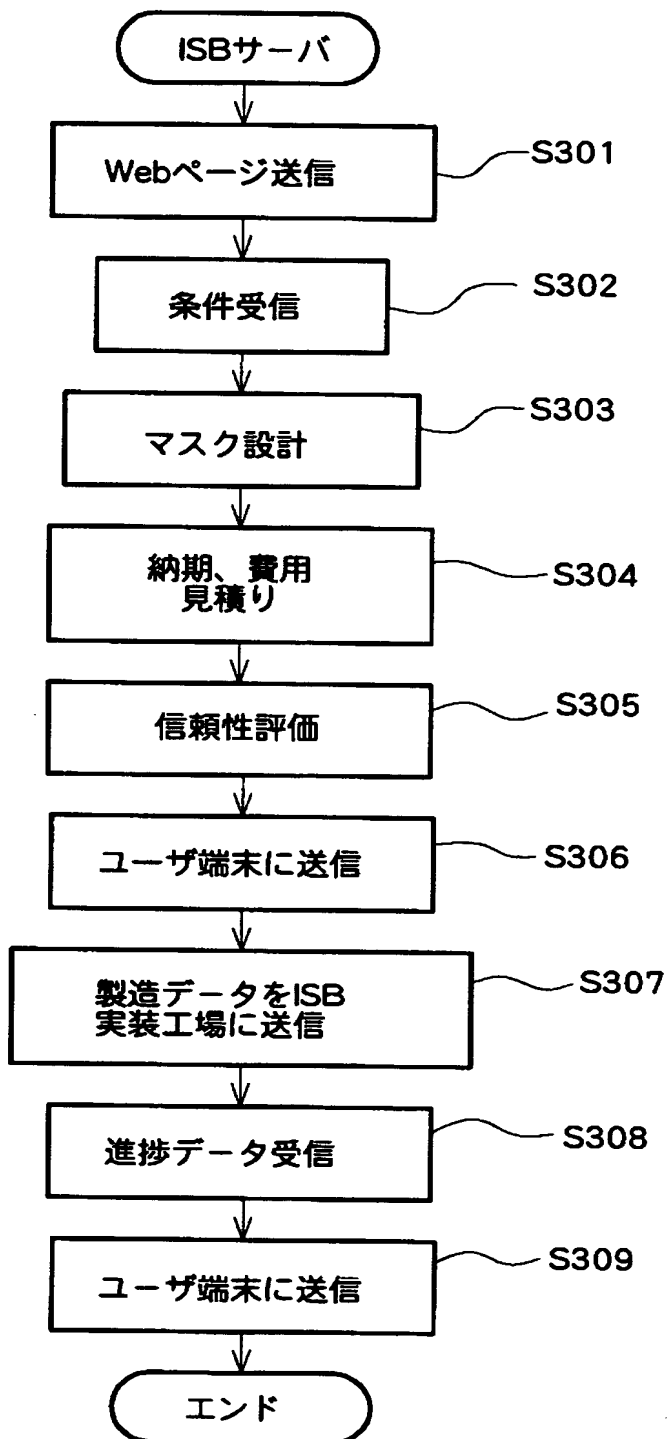 ISBサーバ
Webページ送信
S301
条件受信
S302
マスク設計
S303
納期、費用
見積り
S304
信頼性評価
S305
ユーザ端末に送信
S306
製造データをISB
実装工場に送信
S307
進捗データ受信
S308
ユーザ端末に送信
S309
エンド